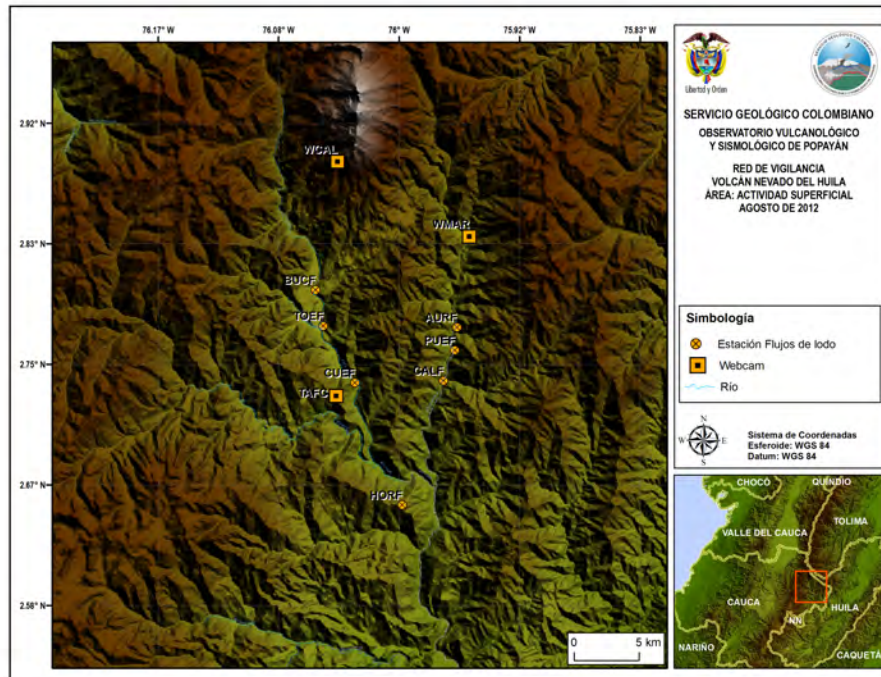 76.17° W
76.08° W
76° W
75.92° W
75.83° W
2.92° N
2.83° N
2.75° N
2.67° N
2.58° N
WCAL
WMAR
BUCF
TOEF
AURF
PUEF
CUEF
CALF
TAFC
HORF
0 5 km
Libertad y Orden
SERVICIO GEOLÓGICO COLOMBIANO
OBSERVATORIO VULCANOLÓGICO
Y SISMOLÓGICO DE POPAYÁN
RED DE VIGILANCIA
VOLCÁN NEVADO DEL HUILA
ÁREA: ACTIVIDAD SUPERFICIAL
AGOSTO DE 2012
Simbología
Estación Flujos de lodo
Webcam
Río
N
W E
S
Sistema de Coordenadas
Esferoide: WGS 84
Datum: WGS 84
CHOCÓ
QUINDÍO
TOLIMA
VALLE DEL CAUCA
CAUCA
HUILA
NN
NARIÑO
CAQUETÁ